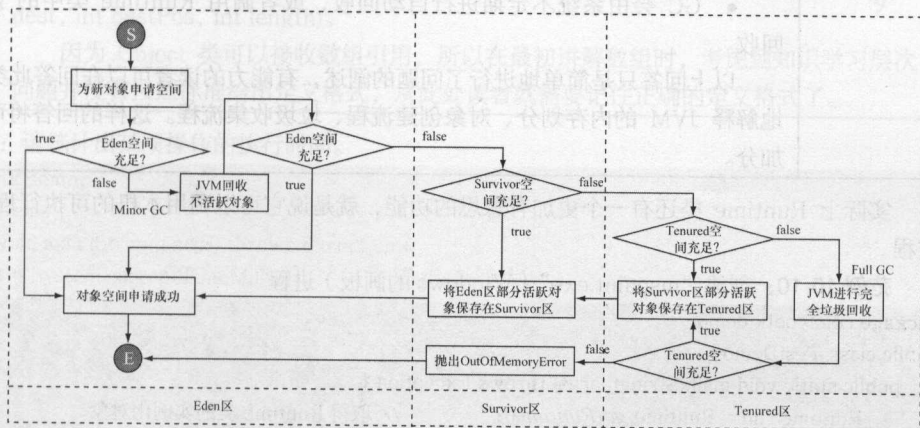 S
为新对象申请空间
true
Eden空间
充足?
false
Minor GC
JVM回收
不活跃对象
Eden空间
充足?
false
true
Survivor空
间充足?
false
true
Tenured空
间充足?
false
true
Full GC
对象空间申请成功
将Eden区部分活跃对
象保存在Survivor区
将Survivor区部分活跃
对象保存在Tenured区
JVM进行完
全垃圾回收
true
E
抛出OutOfMemoryError
false
Tenured空
间充足?
Eden区
Survivor区
Tenured区